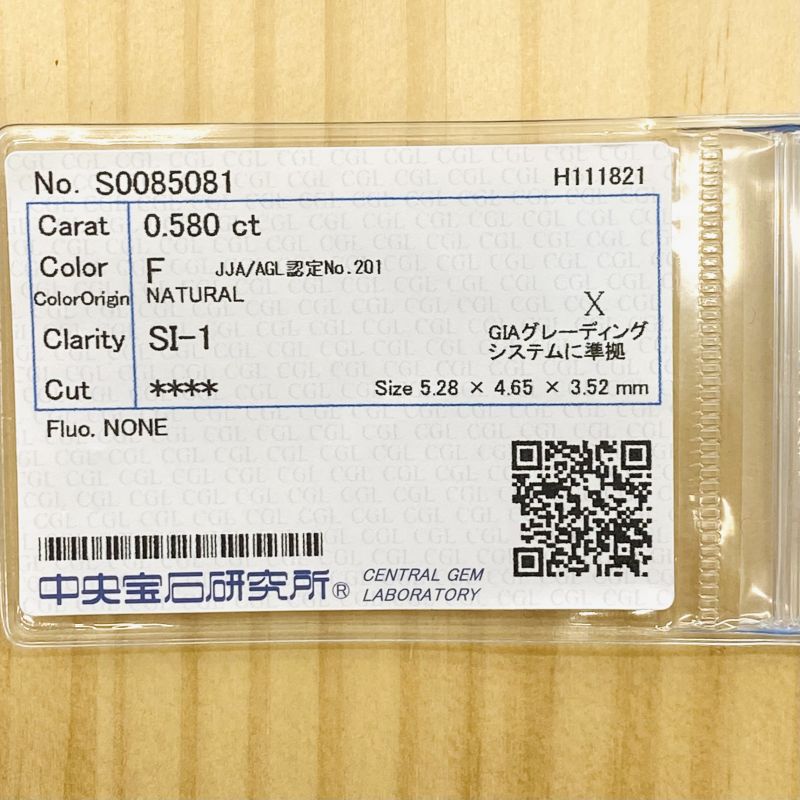 No. S0085081 H111821
Carat 0.580 ct
Color F JJA/AGL認定No.201
ColorOrigin NATURAL
X
Clarity SI-1 GIAグレーディング
システムに準拠
Cut **** Size 5.28 × 4.65 × 3.52 mm
Fluo. NONE
中央宝石研究所® CENTRAL GEM
LABORATORY